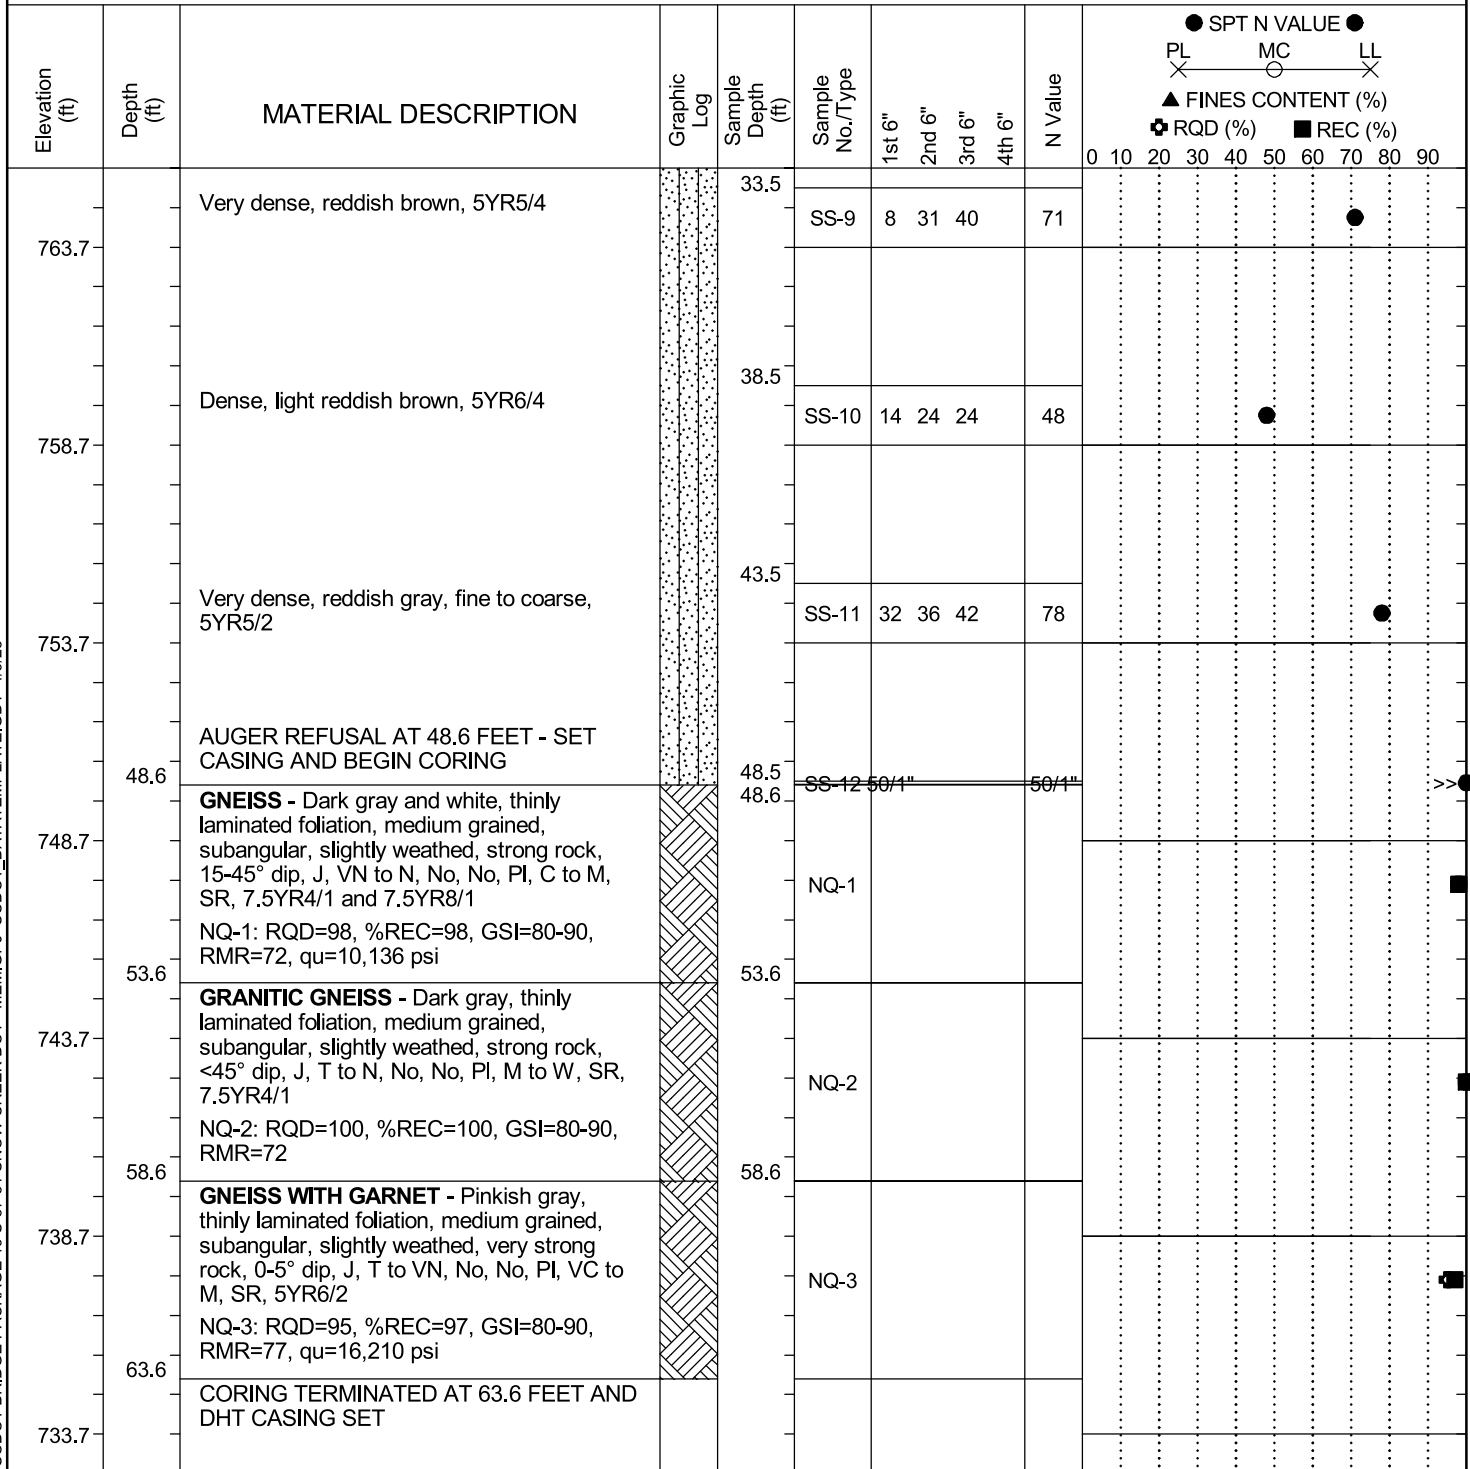 ● SPT N VALUE ●
PL MC LL
▲ FINES CONTENT (%)
RQD (%) ■ REC (%)
0 10 20 30 40 50 60 70 80 90
Elevation (ft)
Depth (ft)
MATERIAL DESCRIPTION
Graphic Log
Sample Depth (ft)
Sample No./Type
1st 6"
2nd 6"
3rd 6"
4th 6"
N Value
33.5
Very dense, reddish brown, 5YR5/4
SS-9 8 31 40 71
763.7
38.5
Dense, light reddish brown, 5YR6/4
SS-10 14 24 24 48
758.7
43.5
Very dense, reddish gray, fine to coarse,
5YR5/2
SS-11 32 36 42 78
753.7
AUGER REFUSAL AT 48.6 FEET - SET
CASING AND BEGIN CORING
48.6
48.5
SS-12 50/1" 50/1" >>
48.6
GNEISS - Dark gray and white, thinly
laminated foliation, medium grained,
subangular, slightly weathed, strong rock,
15-45° dip, J, VN to N, No, No, Pl, C to M,
SR, 7.5YR4/1 and 7.5YR8/1
748.7
NQ-1
NQ-1: RQD=98, %REC=98, GSI=80-90,
RMR=72, qu=10,136 psi
53.6
53.6
GRANITIC GNEISS - Dark gray, thinly
laminated foliation, medium grained,
subangular, slightly weathed, strong rock,
<45° dip, J, T to N, No, No, Pl, M to W, SR,
7.5YR4/1
743.7
NQ-2
NQ-2: RQD=100, %REC=100, GSI=80-90,
RMR=72
58.6
58.6
GNEISS WITH GARNET - Pinkish gray,
thinly laminated foliation, medium grained,
subangular, slightly weathed, very strong
rock, 0-5° dip, J, T to VN, No, No, Pl, VC to
M, SR, 5YR6/2
738.7
NQ-3
NQ-3: RQD=95, %REC=97, GSI=80-90,
RMR=77, qu=16,210 psi
63.6
CORING TERMINATED AT 63.6 FEET AND
DHT CASING SET
733.7